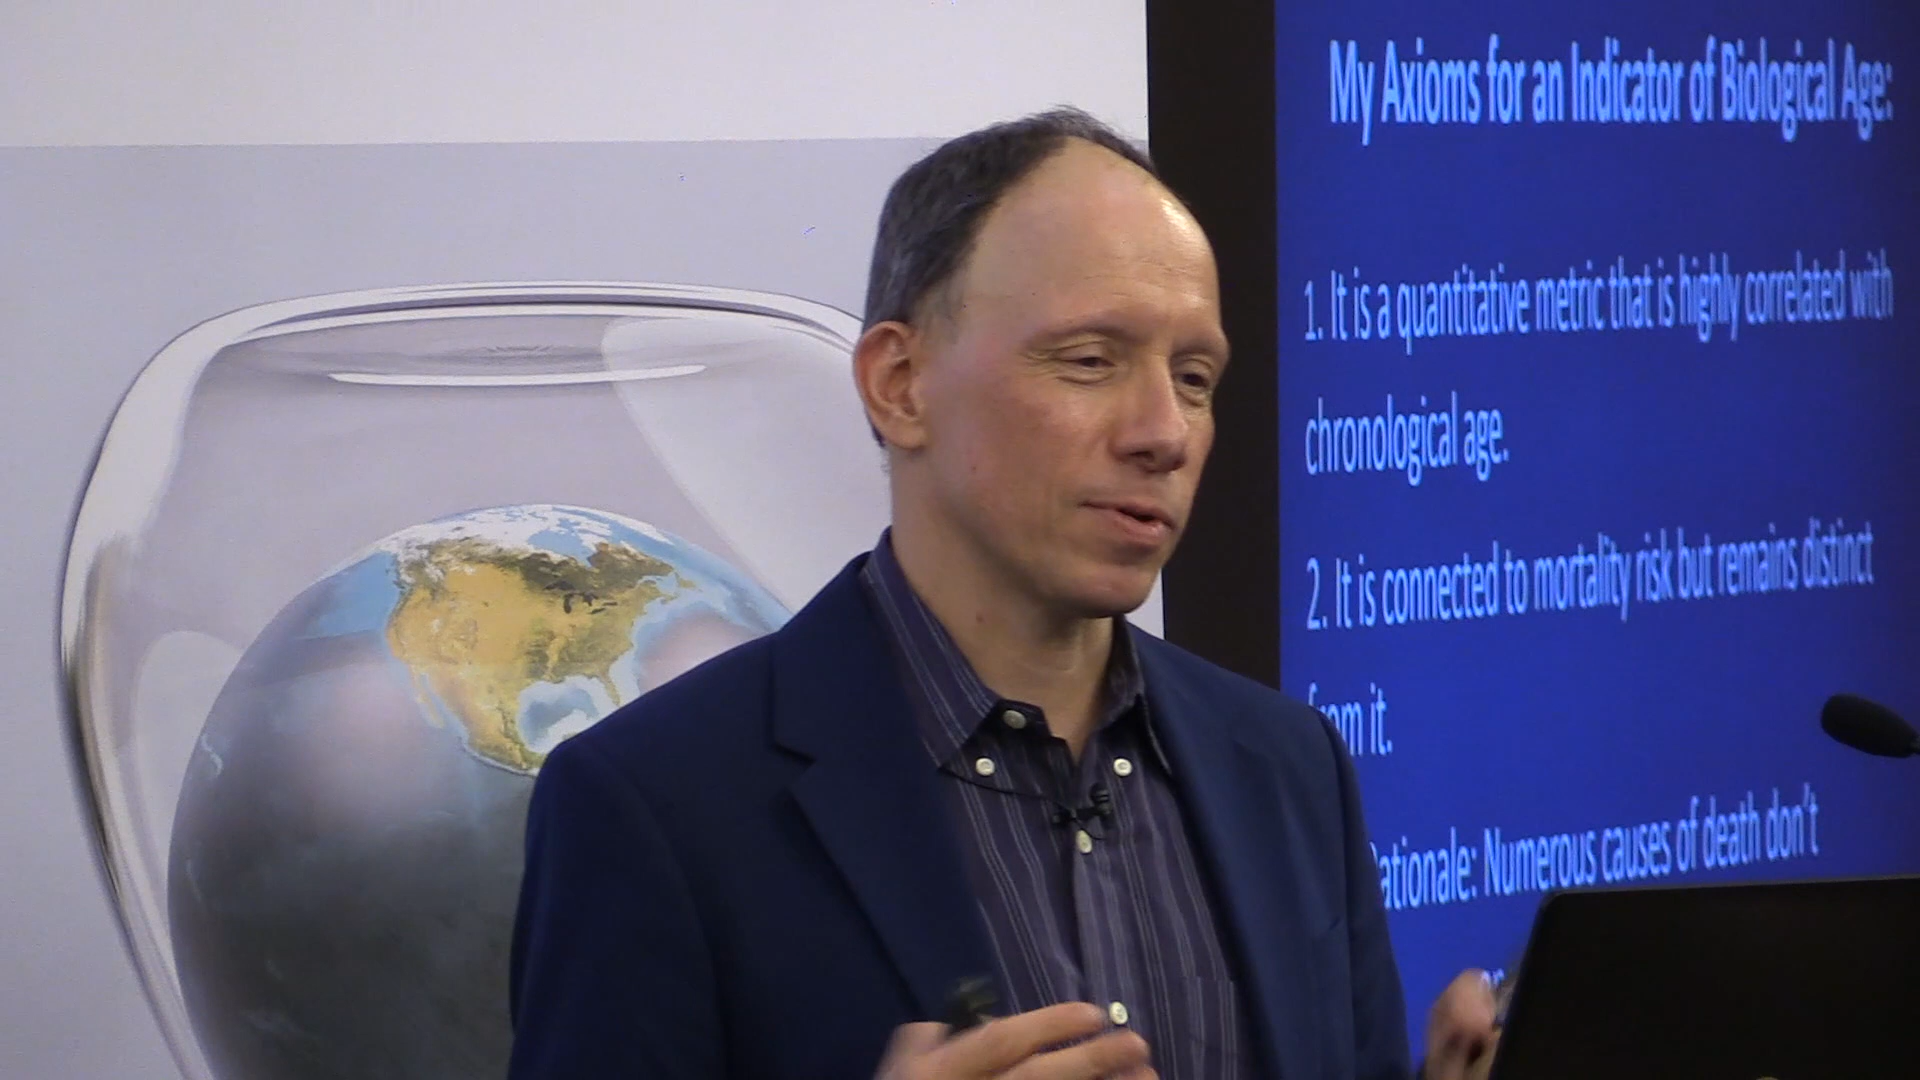 My Axioms for an Indicator of Biological Age:
1. It is a quantitative metric that is highly correlated with
chronological age.
2. It is connected to mortality risk but remains distinct
from it.
Rationale: Numerous causes of death don't